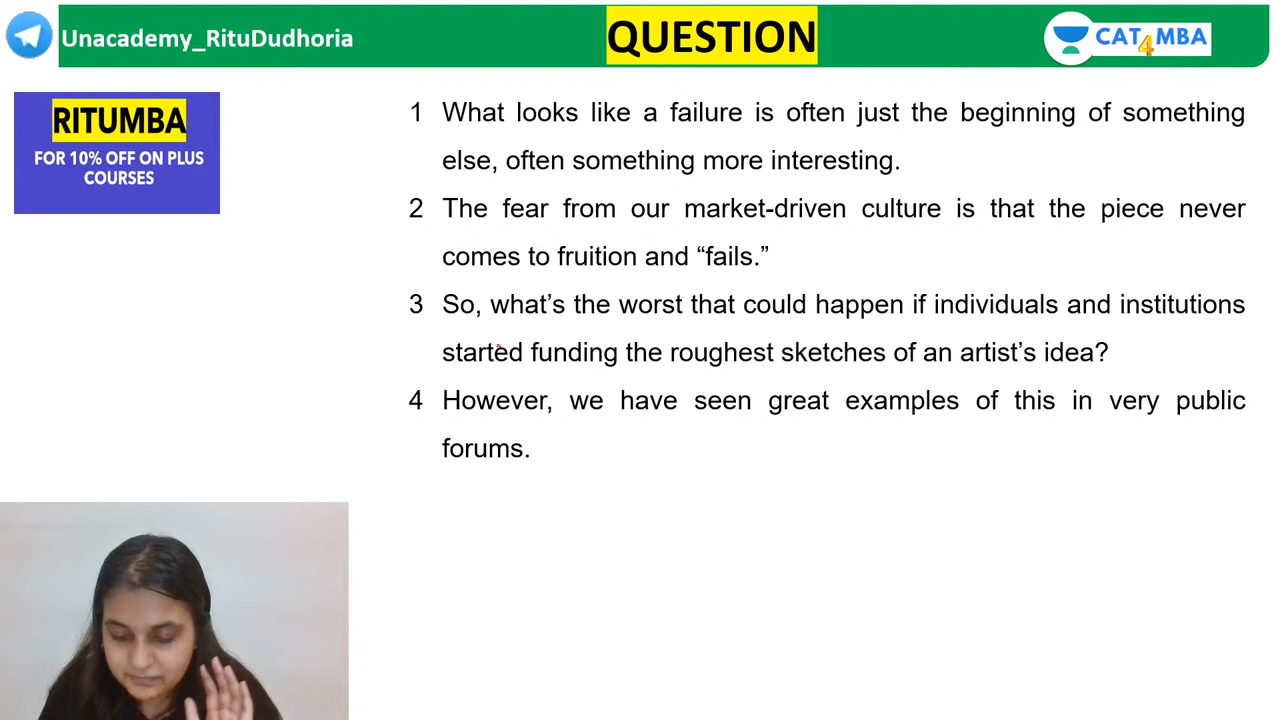 Unacademy_RituDudhoria
QUESTION
CAT4MBA
RITUMBA
FOR 10% OFF ON PLUS
COURSES
1 What looks like a failure is often just the beginning of something
else, often something more interesting.
2 The fear from our market-driven culture is that the piece never
comes to fruition and “fails.”
3 So, what’s the worst that could happen if individuals and institutions
started funding the roughest sketches of an artist’s idea?
4 However, we have seen great examples of this in very public
forums.